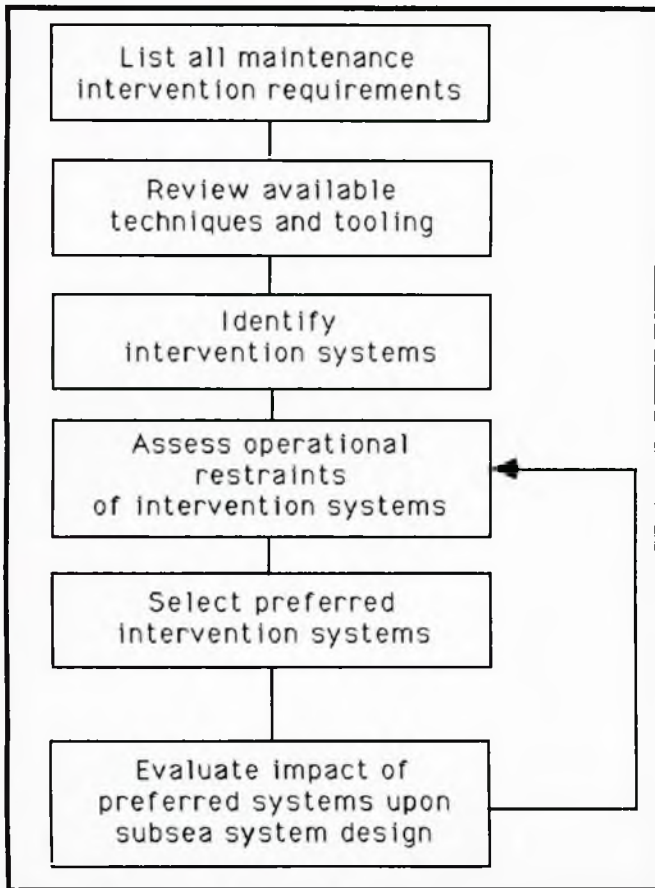 List all maintenance
intervention requirements
Review available
techniques and tooling
Identify
intervention systems
Assess operational
restraints
of intervention systems
Select preferred
intervention systems
Evaluate impact of
preferred systems upon
subsea system design